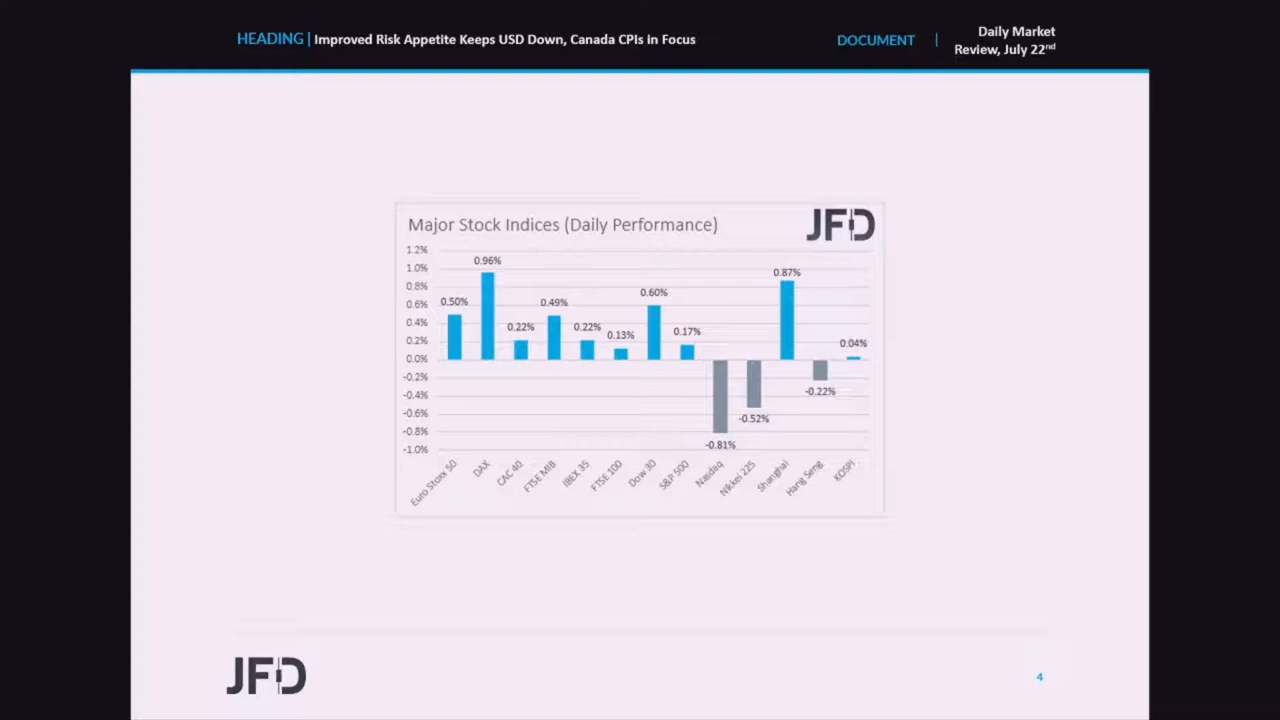 HEADING | Improved Risk Appetite Keeps USD Down, Canada CPIs in Focus
DOCUMENT | Daily Market
Review, July 22nd
Major Stock Indices (Daily Performance)
JFD
1.2%
1.0%
0.8%
0.6%
0.4%
0.2%
0.0%
-0.2%
-0.4%
-0.6%
-0.8%
-1.0%
0.50%
0.96%
0.22%
0.49%
0.22%
0.13%
0.60%
0.17%
-0.81%
-0.52%
0.87%
-0.22%
0.04%
Euro Stoxx 50
DAX
CAC 40
FTSE MIB
IBEX 35
FTSE 100
Dow 30
S&P 500
Nasdaq
Nikkei 225
Shanghai
Hang Seng
KOSPI
JFD
4